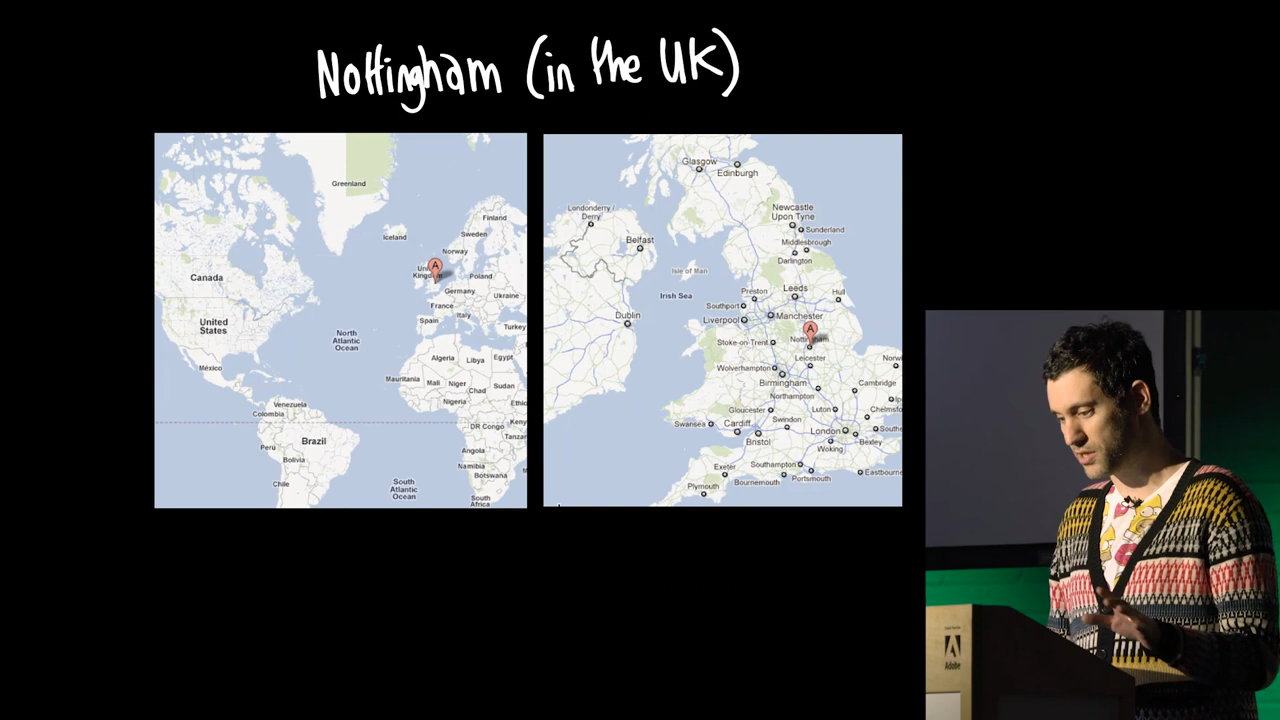 Nottingham (in the UK)
Greenland
Finland
Iceland
Sweden
Norway
Canada
United
Kingdom
Poland
Germany
Ukraine
France
United
States
Spain
Italy
North
Atlantic
Ocean
Turkey
Algeria
Libya
Egypt
México
Mauritania
Mali
Niger
Chad
Sudan
Nigeria
Venezuela
Colombia
DR Congo
Brazil
Peru
Bolivia
Angola
Namibia
Botswana
Chile
South
Atlantic
Ocean
South
Africa
A
Glasgow
Edinburgh
Londonderry /
Derry
Newcastle
Upon Tyne
Sunderland
Belfast
Middlesbrough
Darlington
Isle of Man
Irish Sea
Preston
Leeds
Hull
Southport
Dublin
Liverpool
Manchester
A
Stoke-on-Trent
Nottingham
Leicester
Wolverhampton
Birmingham
Cambridge
Northampton
Gloucester
Luton
Swansea
Cardiff
Swindon
London
Bristol
Woking
Bexley
Exeter
Southampton
Plymouth
Bournemouth
Portsmouth
Adobe